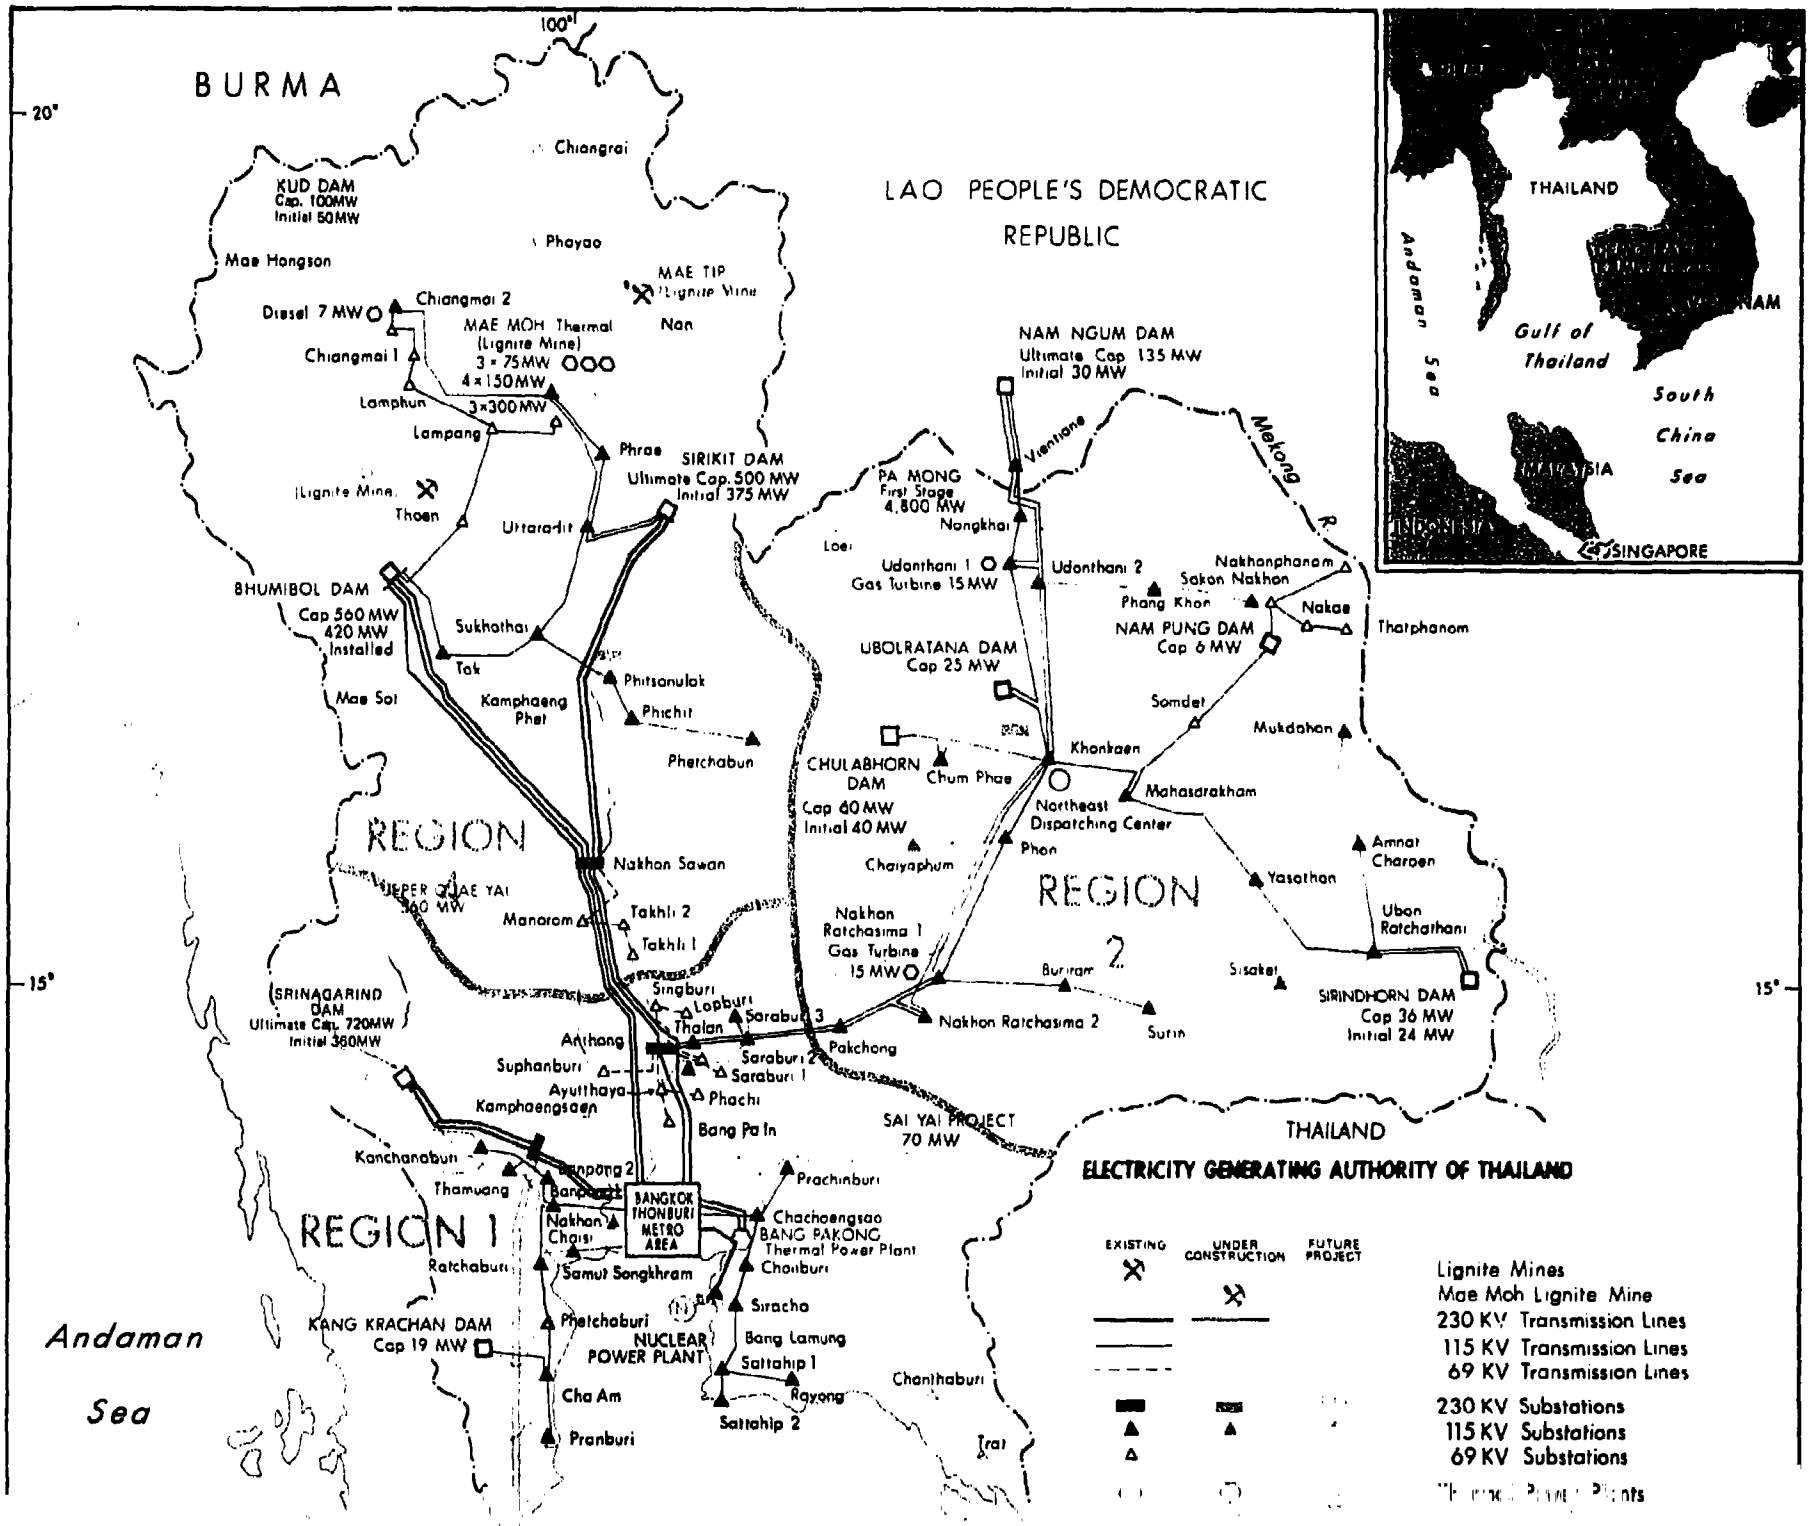 100°
BURMA
20°
Chiangrai
KUD DAM
Cap. 100MW
Initial 50MW
LAO PEOPLE'S DEMOCRATIC
REPUBLIC
Phayao
Mae Hongson
MAE TIP
(Lignite Mine
Nan
Diesel 7 MW
Chiangmai 2
MAE MOH Thermal
(Lignite Mine)
3 × 75MW
4 × 150MW
3×300MW
Chiangmai 1
Lamphun
Lampang
Phrae
SIRIKIT DAM
Ultimate Cap. 500 MW
Initial 375 MW
(Lignite Mine)
Thoen
Uttaradit
NAM NGUM DAM
Ultimate Cap 135 MW
Initial 30 MW
Vientiane
Mekong
R.
PA MONG
First Stage
4,800 MW
Nongkhai
Loei
Udonthani 1
Gas Turbine 15 MW
Udonthani 2
Nakhonphanom
Sakon Nakhon
Phang Khon
Nakae
Thatphanom
NAM PUNG DAM
Cap 6 MW
BHUMIBOL DAM
Cap 560 MW
420 MW
Installed
Sukhothai
Tak
Mae Sot
Kamphaeng
Phet
Phitsanulok
Phichit
Phetchabun
UBOLRATANA DAM
Cap 25 MW
Somdet
Mukdahan
Khonkaen
CHULABHORN
DAM
Cap 60 MW
Initial 40 MW
Chum Phae
Mahasarakham
Northeast
Dispatching Center
Phon
Chaiyaphum
Amnat
Charoen
Yasothon
REGION
Nakhon Sawan
UPPER QUAE YAI
Manorom
Takhli 2
Takhli 1
REGION
2
Nakhon
Ratchasima 1
Gas Turbine
15 MW
Ubon
Ratchathani
Buriram
Sisaket
Surin
15°
15°
SIRINDHORN DAM
Cap 36 MW
Initial 24 MW
SRINAGARIND
DAM
Ultimate Cap. 720MW
Initial 360MW
Singburi
Lopburi
Thalan
Saraburi 3
Anthong
Saraburi 2
Saraburi 1
Pakchong
Nakhon Ratchasima 2
Suphanburi
Ayutthaya
Phachi
Kamphaengsaen
Bang Pa In
SAI YAI PROJECT
70 MW
Kanchanaburi
Thamuang
Banpong 2
Banpong 1
Prachinburi
REGION 1
Nakhon
Chaisi
BANGKOK
THONBURI
METRO
AREA
Chachoengsao
BANG PAKONG
Thermal Power Plant
Ratchaburi
Samut Songkhram
Chonburi
Siracha
N
KANG KRACHAN DAM
Cap 19 MW
Phetchaburi
NUCLEAR
POWER PLANT
Bang Lamung
Sattahip 1
Rayong
Chanthaburi
Cha Am
Sattahip 2
Pranburi
Trat
Andaman
Sea
THAILAND
Andaman Sea
Gulf of
Thailand
NAM
South
China
Sea
MALAYSIA
INDONESIA
SINGAPORE
THAILAND
ELECTRICITY GENERATING AUTHORITY OF THAILAND
EXISTING
UNDER
CONSTRUCTION
FUTURE
PROJECT
Lignite Mines
Mae Moh Lignite Mine
230 KV Transmission Lines
115 KV Transmission Lines
69 KV Transmission Lines
230 KV Substations
115 KV Substations
69 KV Substations
Plants